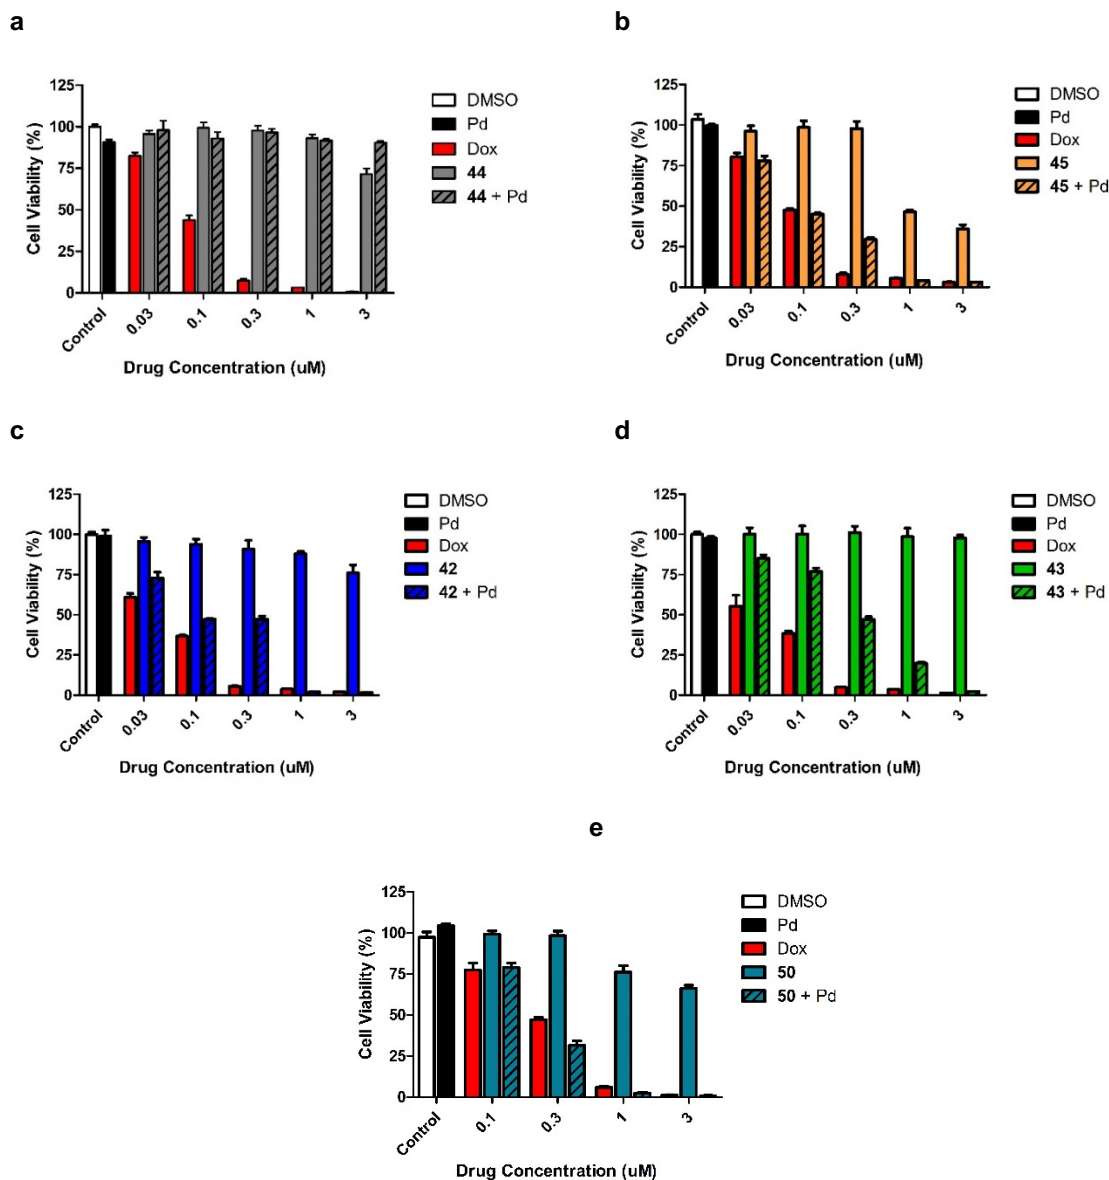 a
Cell Viability (%)
125
100
75
50
25
0
Control
0.03
0.1
0.3
1
3
Drug Concentration (uM)
DMSO
Pd
Dox
44
44 + Pd
b
Cell Viability (%)
125
100
75
50
25
0
Control
0.03
0.1
0.3
1
3
Drug Concentration (uM)
DMSO
Pd
Dox
45
45 + Pd
c
Cell Viability (%)
125
100
75
50
25
0
Control
0.03
0.1
0.3
1
3
Drug Concentration (uM)
DMSO
Pd
Dox
42
42 + Pd
d
Cell Viability (%)
125
100
75
50
25
0
Control
0.03
0.1
0.3
1
3
Drug Concentration (uM)
DMSO
Pd
Dox
43
43 + Pd
e
Cell Viability (%)
125
100
75
50
25
0
Control
0.1
0.3
1
3
Drug Concentration (uM)
DMSO
Pd
Dox
50
50 + Pd